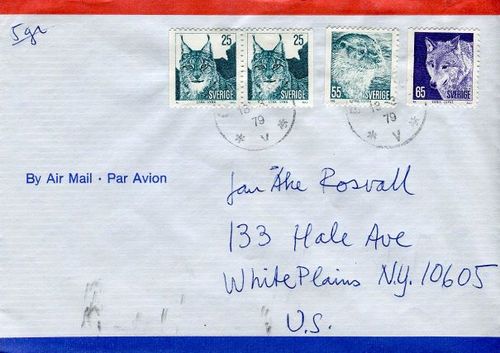 5gr
25 25
SVERIGE
55 SVERIGE
65 SVERIGE
79 79
* V * * V *
By Air Mail · Par Avion
Jan Åke Rosvall
133 Hale Ave
White Plains N.Y. 10605
U.S.